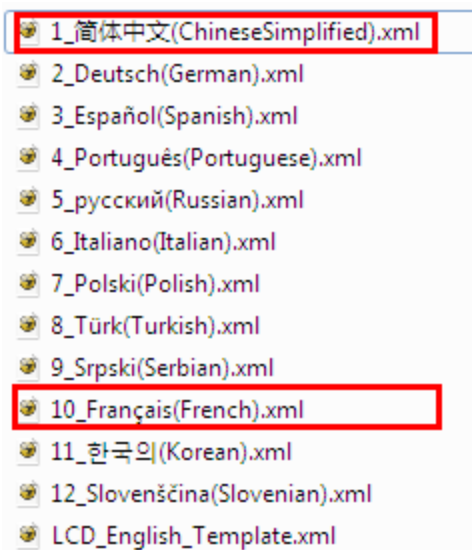 1_简体中文(ChineseSimplified).xml
2_Deutsch(German).xml
3_Español(Spanish).xml
4_Português(Portuguese).xml
5_русский(Russian).xml
6_Italiano(Italian).xml
7_Polski(Polish).xml
8_Türk(Turkish).xml
9_Srpski(Serbian).xml
10_Français(French).xml
11_한국의(Korean).xml
12_Slovenščina(Slovenian).xml
LCD_English_Template.xml